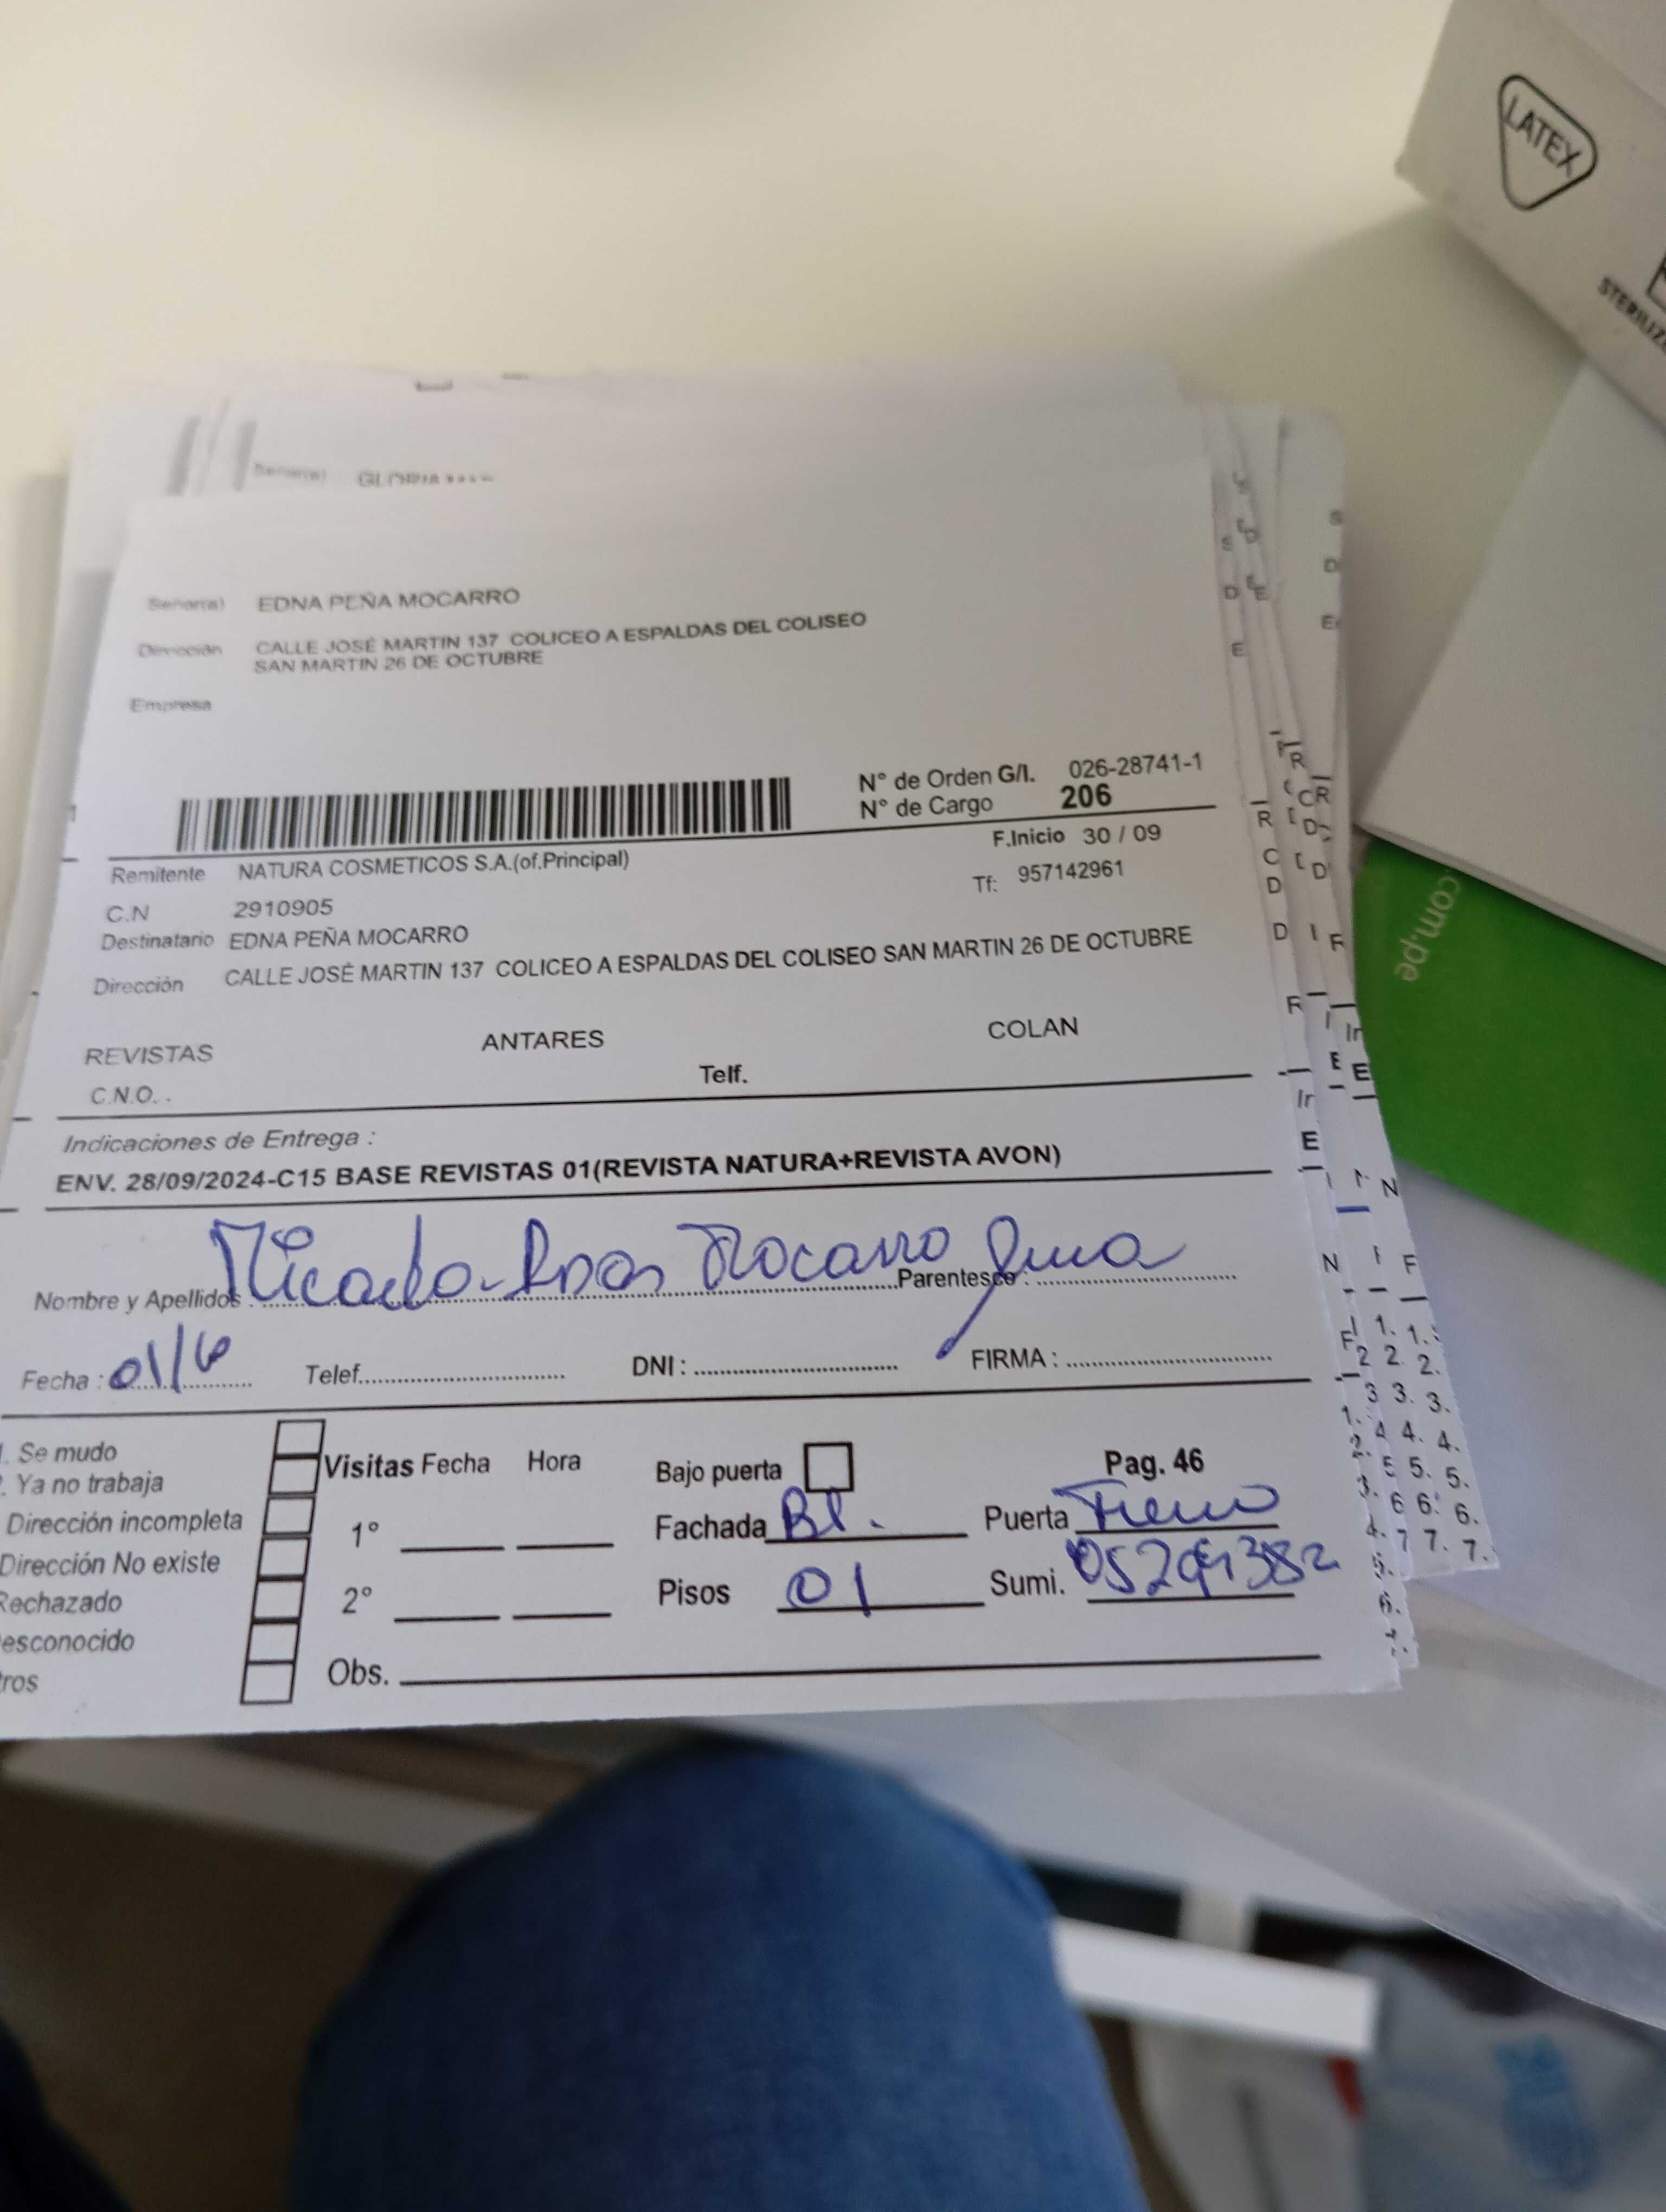 LATEX
Señor(a) EDNA PEÑA MOCARRO
Dirección CALLE JOSÉ MARTIN 137 COLICEO A ESPALDAS DEL COLISEO
SAN MARTIN 26 DE OCTUBRE
Empresa
N° de Orden G/I. 026-28741-1
N° de Cargo 206
F.Inicio 30 / 09
Remitente NATURA COSMETICOS S.A.(of.Principal)
Tf: 957142961
C.N 2910905
Destinatario EDNA PEÑA MOCARRO
Dirección CALLE JOSÉ MARTIN 137 COLICEO A ESPALDAS DEL COLISEO SAN MARTIN 26 DE OCTUBRE
REVISTAS ANTARES COLAN
C.N.O. . Telf.
Indicaciones de Entrega :
ENV. 28/09/2024-C15 BASE REVISTAS 01(REVISTA NATURA+REVISTA AVON)
Nombre y Apellidos : Mocarro Parentesco :
Fecha : 01/ Telef. DNI : FIRMA :
1. Se mudo
Ya no trabaja
Dirección incompleta
Dirección No existe
Rechazado
esconocido
tros
Visitas Fecha Hora
1°
2°
Obs.
Bajo puerta Pag. 46
Fachada Bl. Puerta Fierro
Pisos 01 Sumi.
.com.pe